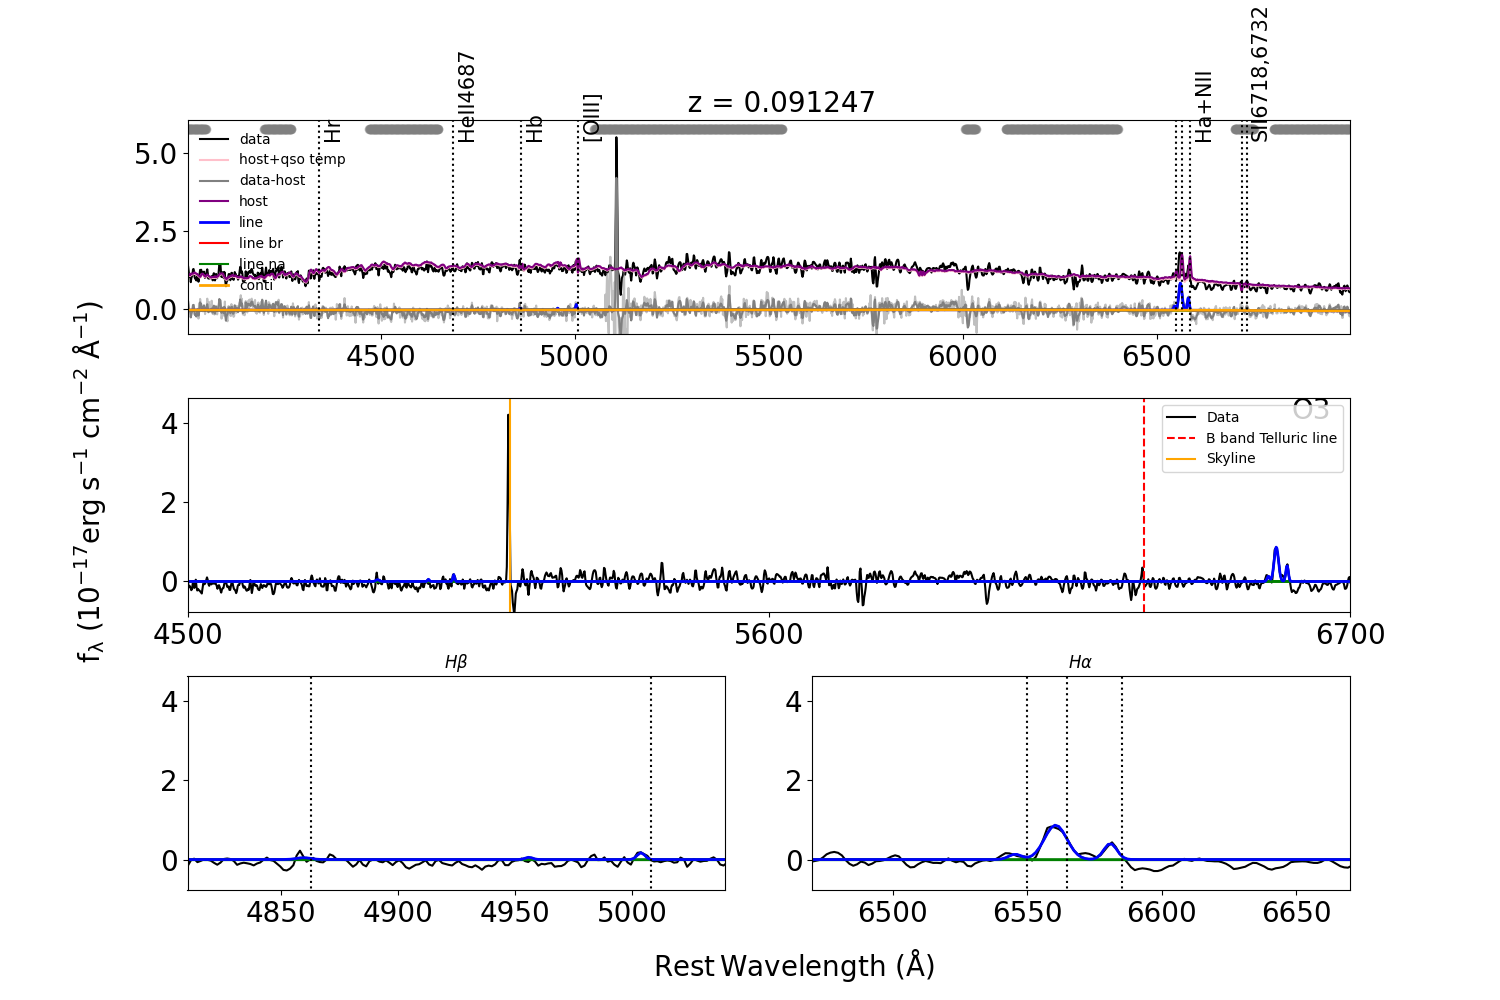 z = 0.091247
Hr
HeII4687
Hb
[OIII]
Ha+NII
SII6718,6732
data
host+qso temp
data-host
host
line
line br
line na
conti
5.0
2.5
0.0
4500 5000 5500 6000 6500
f_λ (10⁻¹⁷erg s⁻¹ cm⁻² Å⁻¹)
O3
Data
B band Telluric line
Skyline
4
2
0
4500 5600 6700
Hβ
4
2
0
4850 4900 4950 5000
Hα
4
2
0
6500 6550 6600 6650
Rest Wavelength (Å)